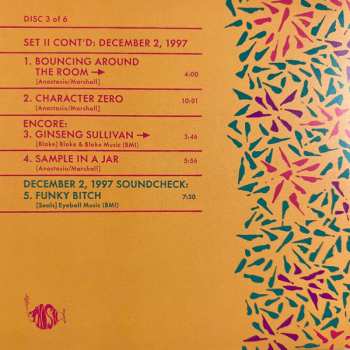 DISC 3 of 6
SET II CONT'D: DECEMBER 2, 1997
1. BOUNCING AROUND
THE ROOM → 4:00
[Anastasio/Marshall]
2. CHARACTER ZERO 10:01
[Anastasio/Marshall]
ENCORE:
3. GINSENG SULLIVAN → 3:46
[Blake] Blake & Blake Music (BMI)
4. SAMPLE IN A JAR 5:56
[Anastasio/Marshall]
DECEMBER 2, 1997 SOUNDCHECK:
5. FUNKY BITCH 7:30
[Seals] Eyeball Music (BMI)
PHISH